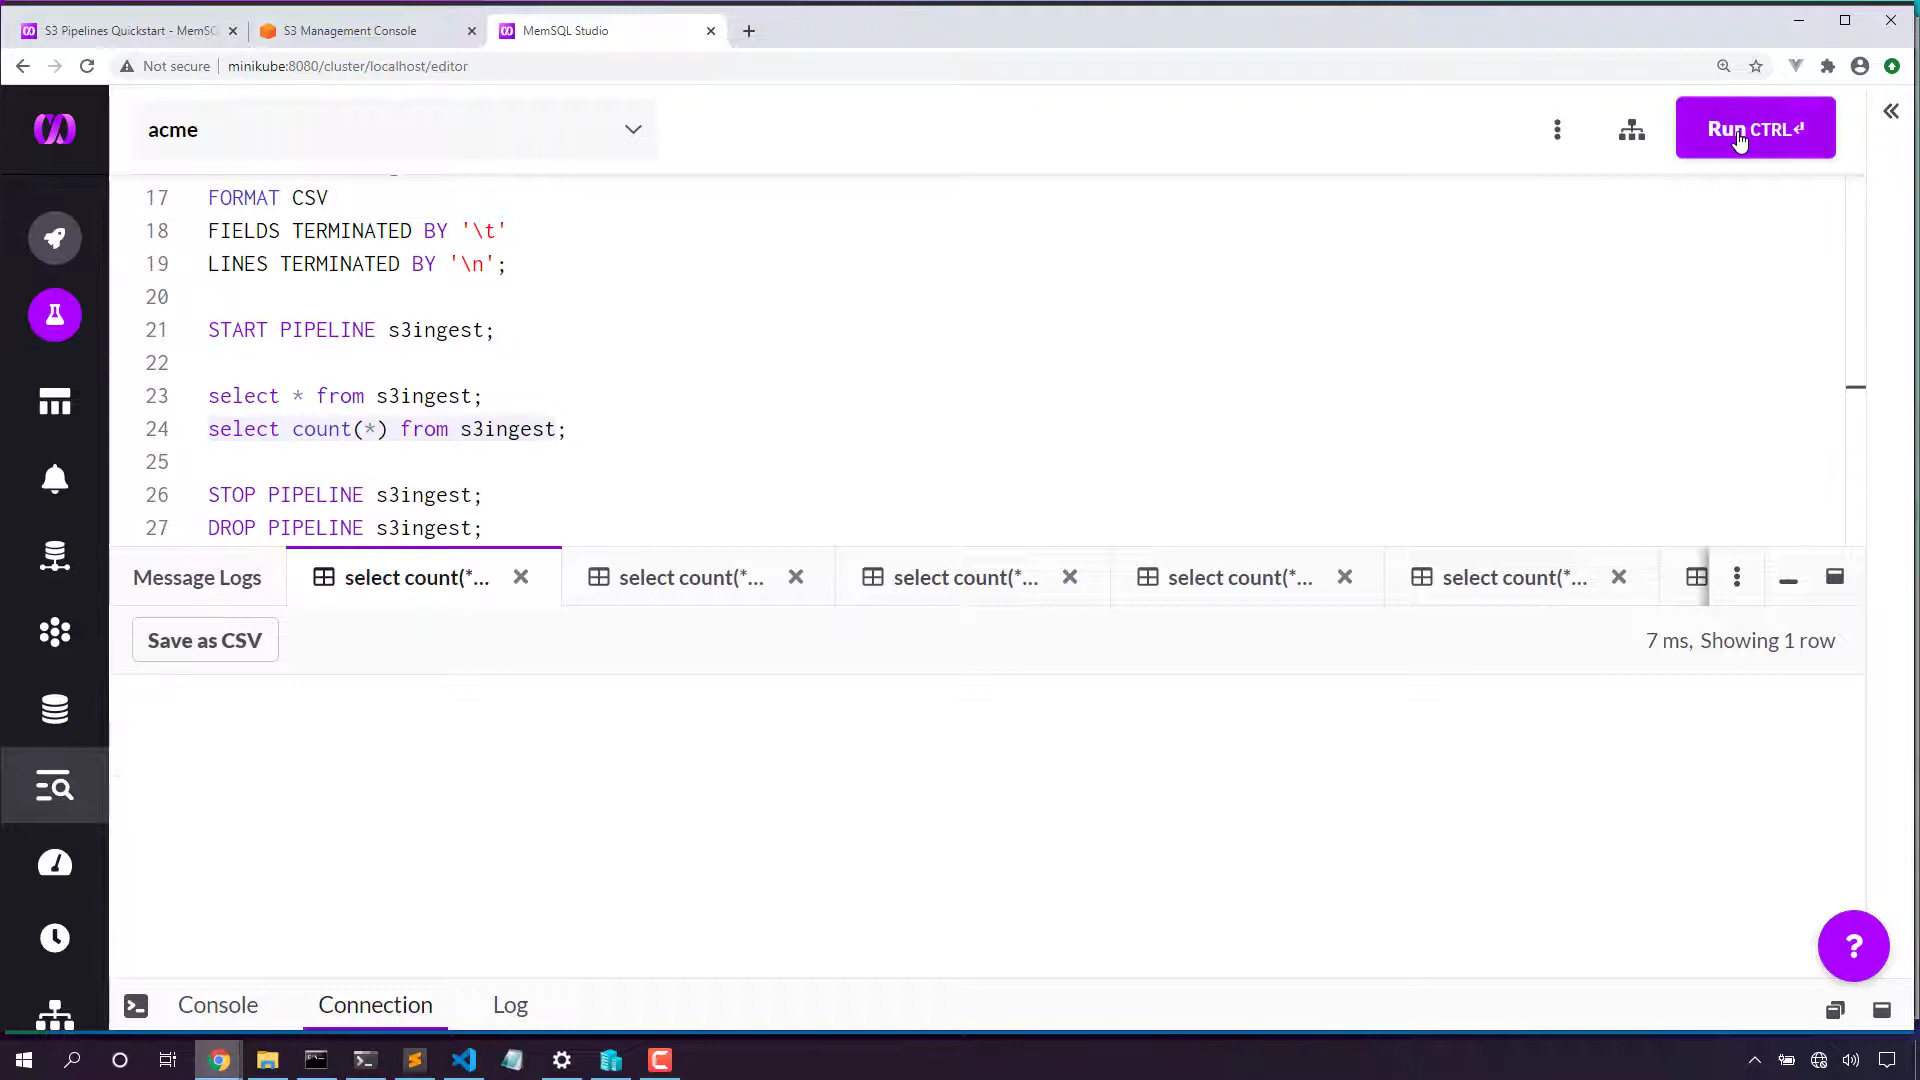 S3 Pipelines Quickstart - MemSQ
S3 Management Console
MemSQL Studio
Not secure
minikube:8080/cluster/localhost/editor
acme
Run CTRL
17 FORMAT CSV
18 FIELDS TERMINATED BY '\t'
19 LINES TERMINATED BY '\n';
20
21 START PIPELINE s3ingest;
22
23 select * from s3ingest;
24 select count(*) from s3ingest;
25
26 STOP PIPELINE s3ingest;
27 DROP PIPELINE s3ingest;
Message Logs
select count(*...
select count(*...
select count(*...
select count(*...
select count(*...
Save as CSV
7 ms, Showing 1 row
?
Console
Connection
Log